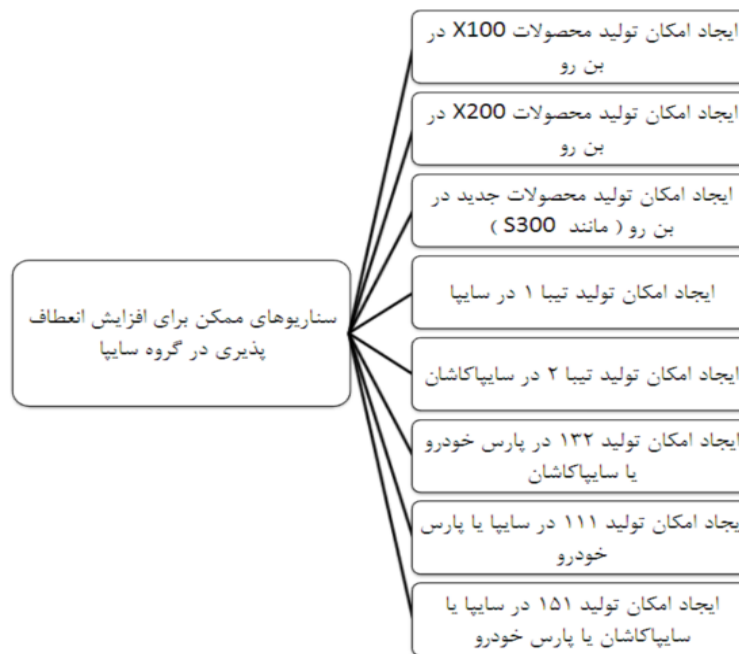 ایجاد امکان تولید محصولات X100 در
بن رو
ایجاد امکان تولید محصولات X200 در
بن رو
ایجاد امکان تولید محصولات جدید در
بن رو ( مانند S300 )
ایجاد امکان تولید تیبا ۱ در سایپا
سناریوهای ممکن برای افزایش انعطاف
پذیری در گروه سایپا
ایجاد امکان تولید تیبا ۲ در سایپاکاشان
ایجاد امکان تولید ۱۳۲ در پارس خودرو
یا سایپاکاشان
یجاد امکان تولید ۱۱۱ در سایپا یا پارس
خودرو
ایجاد امکان تولید ۱۵۱ در سایپا یا
سایپاکاشان یا پارس خودرو